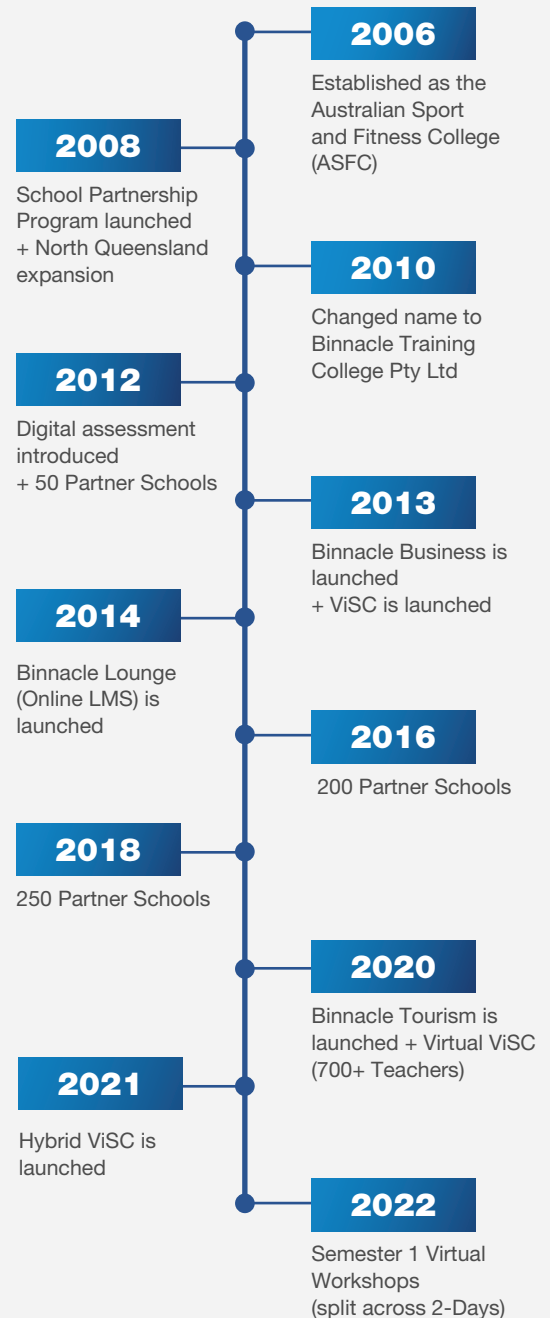 2006
Established as the
Australian Sport
and Fitness College
(ASFC)
2008
School Partnership
Program launched
+ North Queensland
expansion
2010
Changed name to
Binnacle Training
College Pty Ltd
2012
Digital assessment
introduced
+ 50 Partner Schools
2013
Binnacle Business is
launched
+ ViSC is launched
2014
Binnacle Lounge
(Online LMS) is
launched
2016
200 Partner Schools
2018
250 Partner Schools
2020
Binnacle Tourism is
launched + Virtual ViSC
(700+ Teachers)
2021
Hybrid ViSC is
launched
2022
Semester 1 Virtual
Workshops
(split across 2-Days)